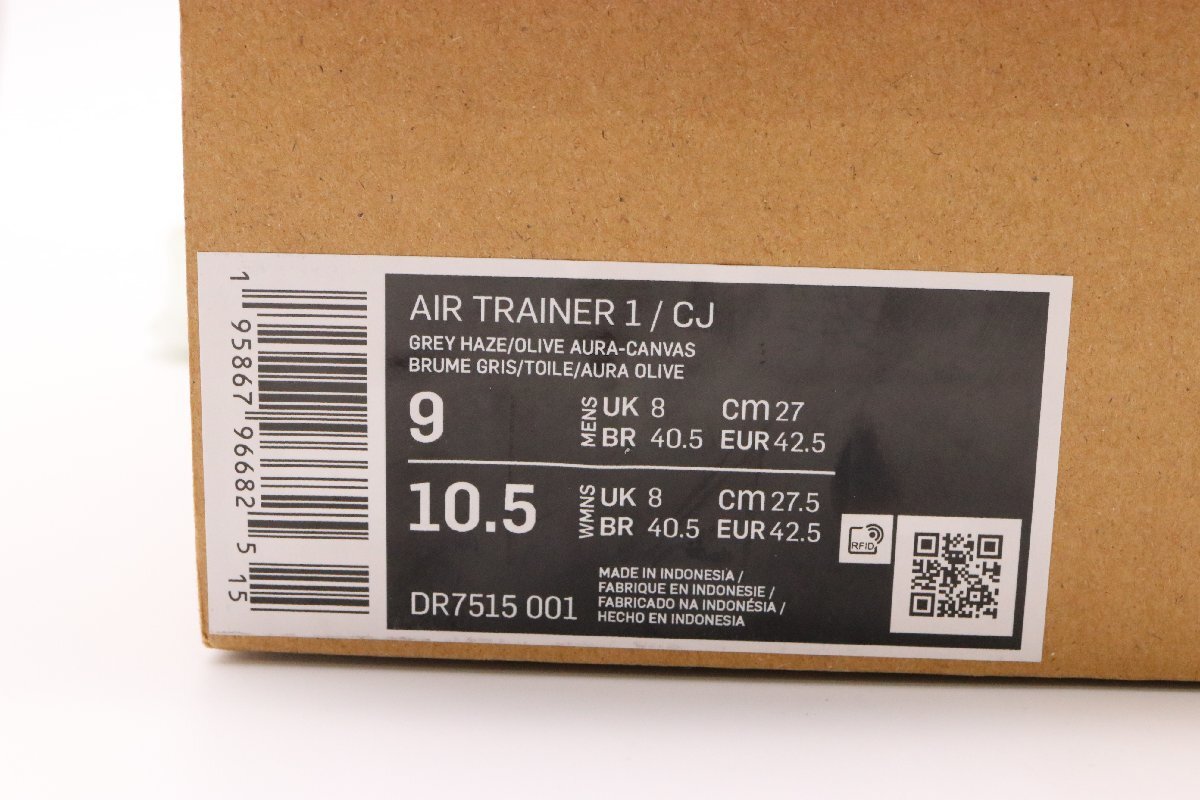 1 95867 96682 5 15
AIR TRAINER 1 / CJ
GREY HAZE/OLIVE AURA-CANVAS
BRUME GRIS/TOILE/AURA OLIVE
9 MENS UK 8 cm 27
BR 40.5 EUR 42.5
10.5 WMNS UK 8 cm 27.5
BR 40.5 EUR 42.5
RFID
DR7515 001
MADE IN INDONESIA /
FABRIQUE EN INDONESIE /
FABRICADO NA INDONÉSIA /
HECHO EN INDONESIA